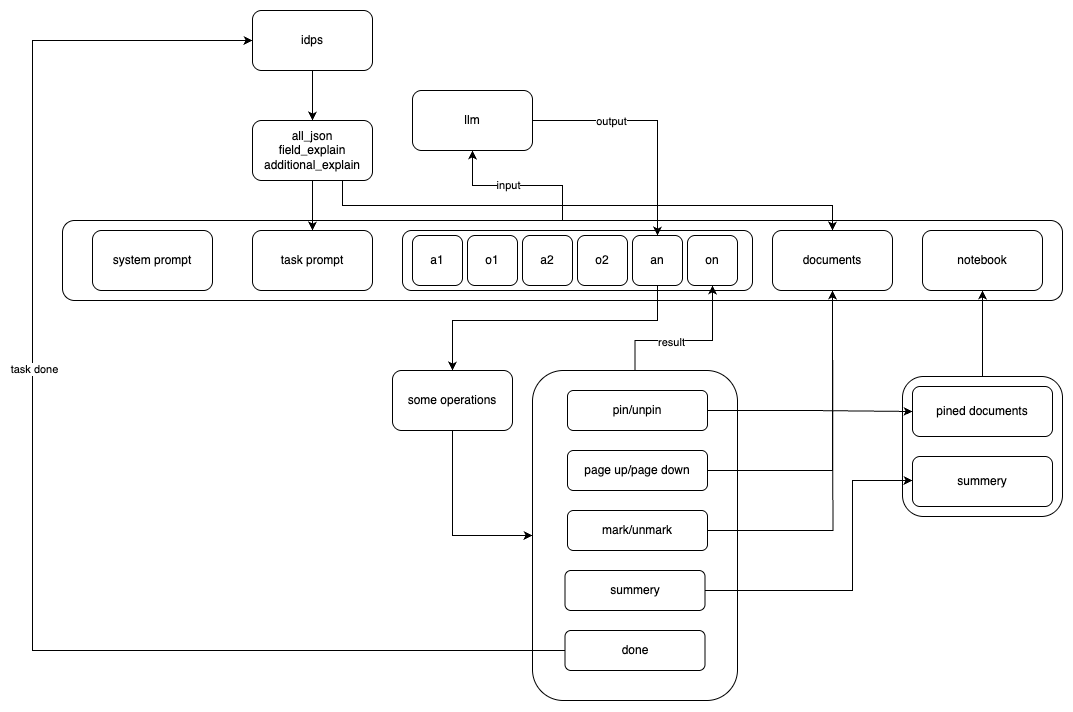 idps
all_json
field_explain
additional_explain
llm
output
input
system prompt
task prompt
a1
o1
a2
o2
an
on
documents
notebook
result
task done
some operations
pin/unpin
pined documents
page up/page down
summery
mark/unmark
summery
done